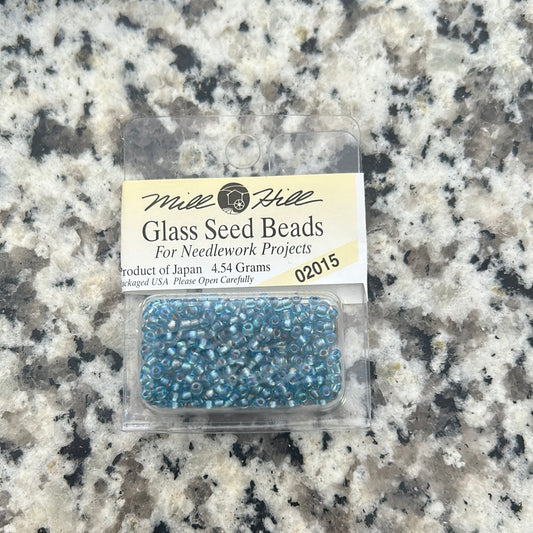 Mill Hill
Glass Seed Beads
For Needlework Projects
Product of Japan 4.54 Grams
02015
Packaged USA Please Open Carefully